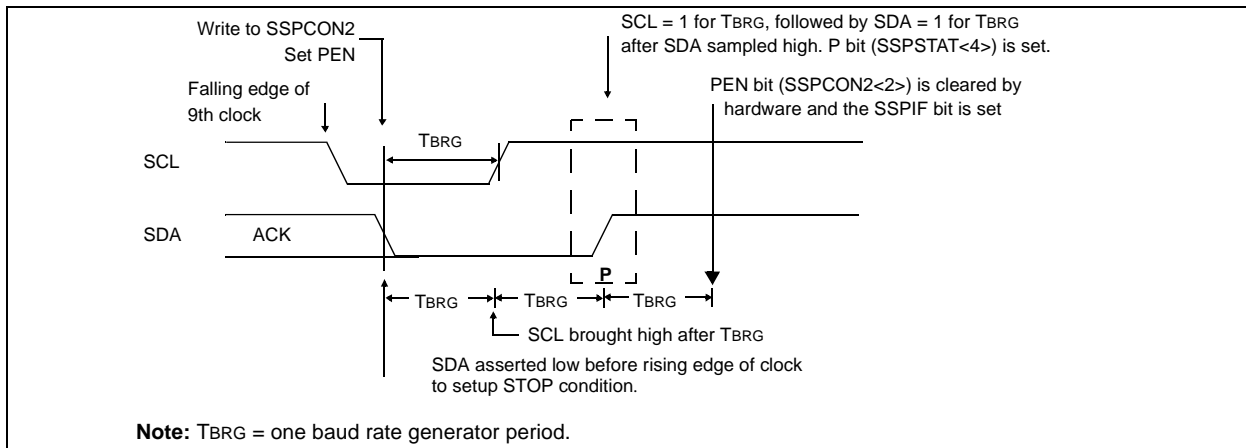 Write to SSPCON2
Set PEN
SCL = 1 for TBRG, followed by SDA = 1 for TBRG
after SDA sampled high. P bit (SSPSTAT<4>) is set.
Falling edge of
9th clock
PEN bit (SSPCON2<2>) is cleared by
hardware and the SSPIF bit is set
TBRG
SCL
SDA
ACK
P
TBRG
TBRG
TBRG
SCL brought high after TBRG
SDA asserted low before rising edge of clock
to setup STOP condition.
Note: TBRG = one baud rate generator period.